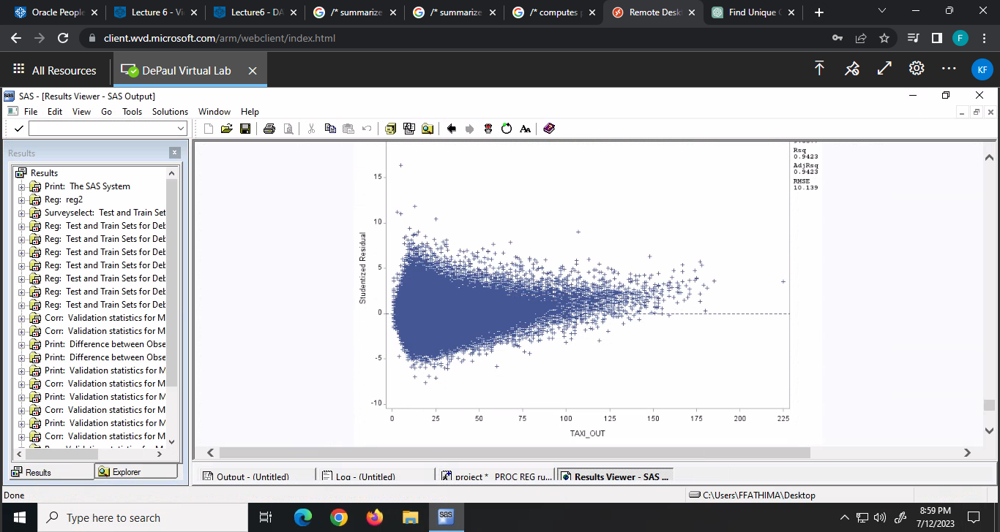 Oracle People
Lecture 6 - Vi
Lecture6 - DA
/* summarize
/* summarize
/* computes p
Remote Desk
Find Unique C
client.wvd.microsoft.com/arm/webclient/index.html
F
All Resources
DePaul Virtual Lab
KF
sas SAS - [Results Viewer - SAS Output]
File Edit View Go Tools Solutions Window Help
Results
Results
Print: The SAS System
Reg: reg2
Surveyselect: Test and Train Set
Reg: Test and Train Sets for Deb
Reg: Test and Train Sets for Deb
Reg: Test and Train Sets for Deb
Reg: Test and Train Sets for Deb
Reg: Test and Train Sets for Deb
Reg: Test and Train Sets for Deb
Reg: Test and Train Sets for Deb
Corr: Validation statistics for M
Corr: Validation statistics for M
Print: Difference between Obse
Print: Difference between Obse
Print: Validation statistics for M
Corr: Validation statistics for M
Print: Validation statistics for M
Corr: Validation statistics for M
Print: Validation statistics for M
Corr: Validation statistics for M
Results
Explorer
Rsq
0.9423
AdjRsq
0.9423
RMSE
10.139
Studentized Residual
15
10
5
0
-5
-10
0 25 50 75 100 125 150 175 200 225
TAXI_OUT
Output - (Untitled)
Log - (Untitled)
project * PROC REG ru...
Results Viewer - SAS ...
Done
C:\Users\FFATHIMA\Desktop
Type here to search
sas
8:59 PM
7/12/2023